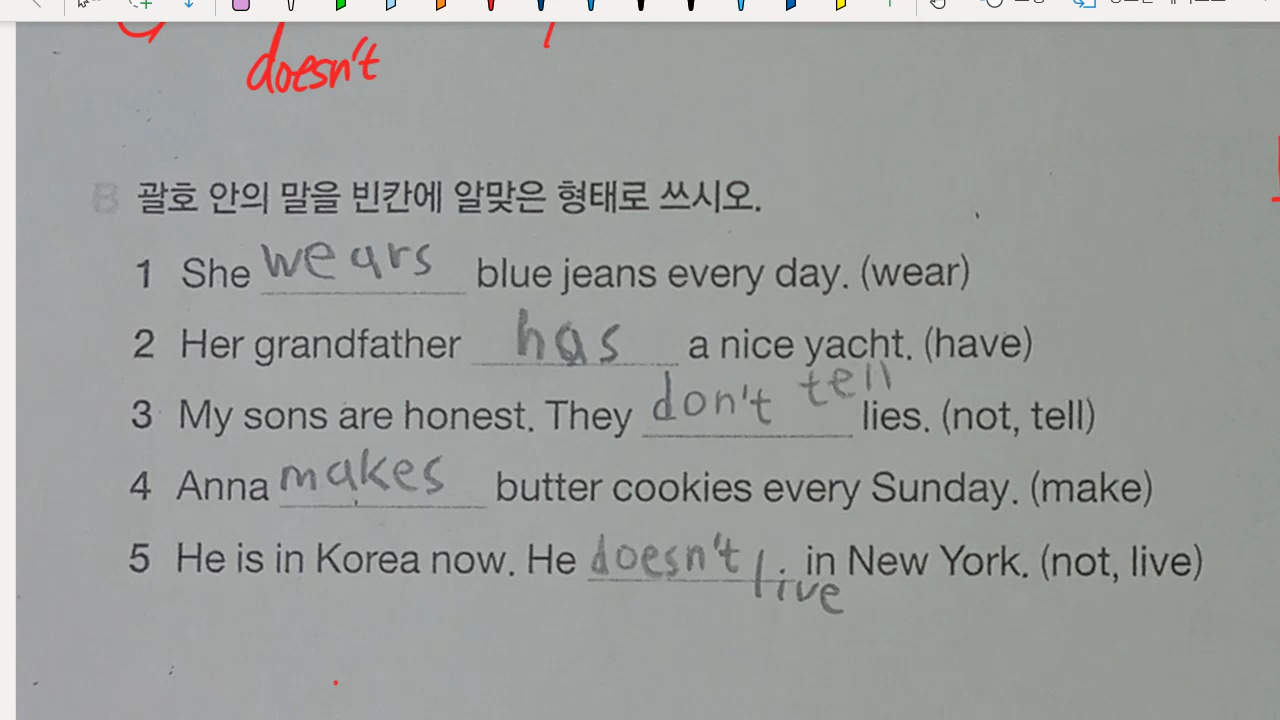 doesn't
B 괄호 안의 말을 빈칸에 알맞은 형태로 쓰시오.
1 She wears blue jeans every day. (wear)
2 Her grandfather has a nice yacht. (have)
3 My sons are honest. They don't tell lies. (not, tell)
4 Anna makes butter cookies every Sunday. (make)
5 He is in Korea now. He doesn't live in New York. (not, live)